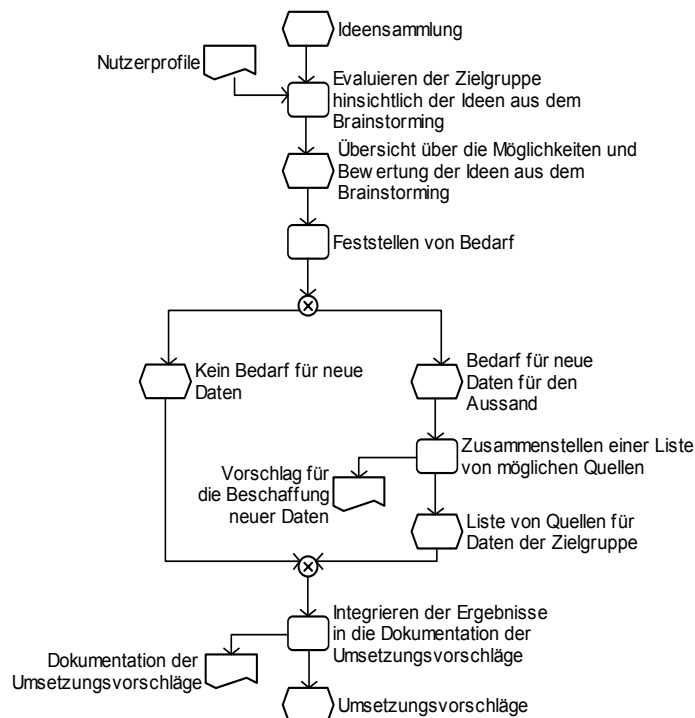 Ideensammlung
Nutzerprofile
Evaluieren der Zielgruppe
hinsichtlich der Ideen aus dem
Brainstorming
Übersicht über die Möglichkeiten und
Bewertung der Ideen aus dem
Brainstorming
Feststellen von Bedarf
Kein Bedarf für neue
Daten
Bedarf für neue
Daten für den
Aussand
Zusammenstellen einer Liste
von möglichen Quellen
Vorschlag für
die Beschaffung
neuer Daten
Liste von Quellen für
Daten der Zielgruppe
Integrieren der Ergebnisse
in die Dokumentation der
Umsetzungsvorschläge
Dokumentation der
Umsetzungsvorschläge
Umsetzungsvorschläge